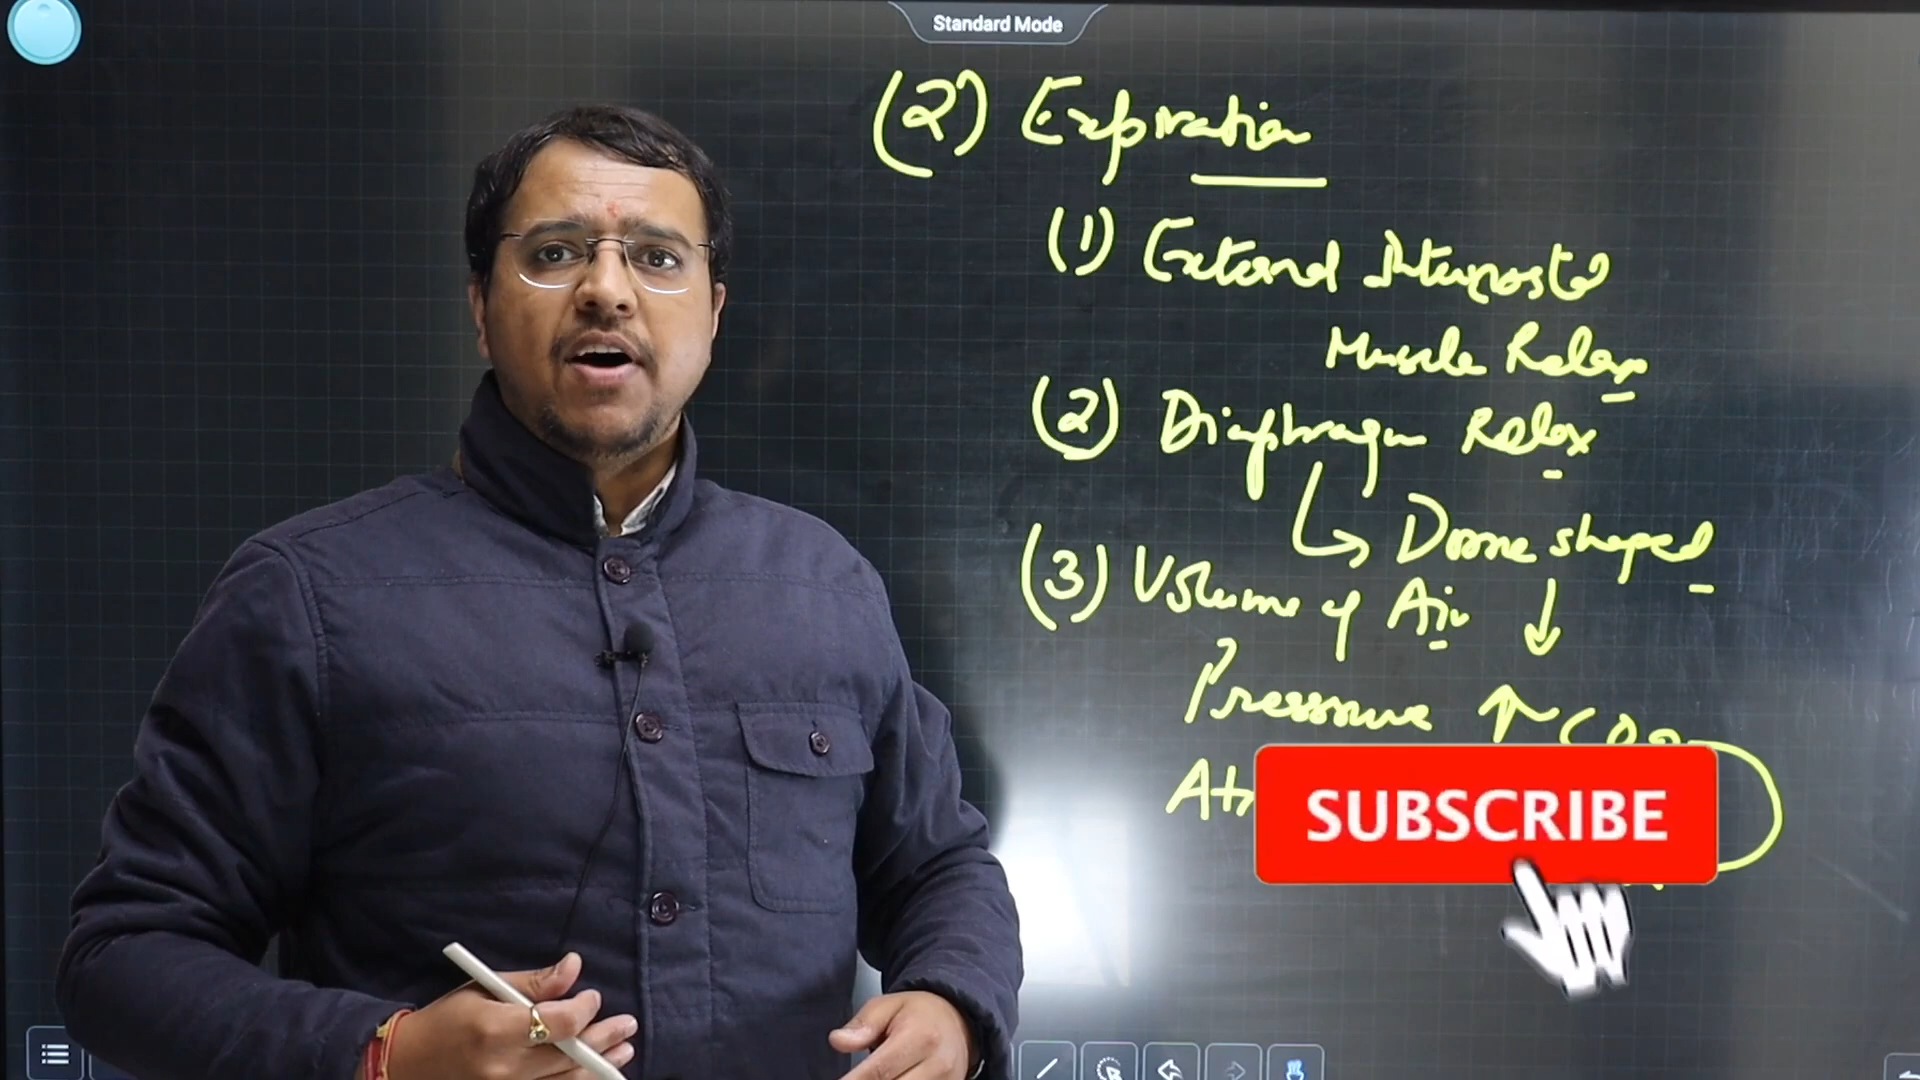 Standard Mode
(2) Expiration
(1) External Intercostal
Muscle Relax
(2) Diaphragm Relax
↳ Dome shaped
(3) Volume of Air ↓
Pressure ↑
SUBSCRIBE